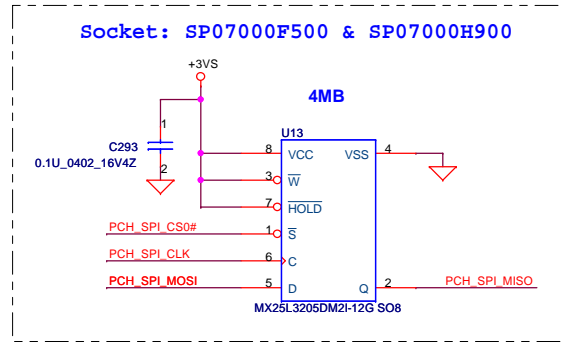 Socket: SP07000F500 & SP07000H900
+3VS
4MB
U13
1
C293
0.1U_0402_16V4Z
2
8 VCC VSS 4
3 W
7 HOLD
PCH_SPI_CS0# 1 S
PCH_SPI_CLK 6 C
PCH_SPI_MOSI 5 D Q 2 PCH_SPI_MISO
MX25L3205DM2I-12G SO8